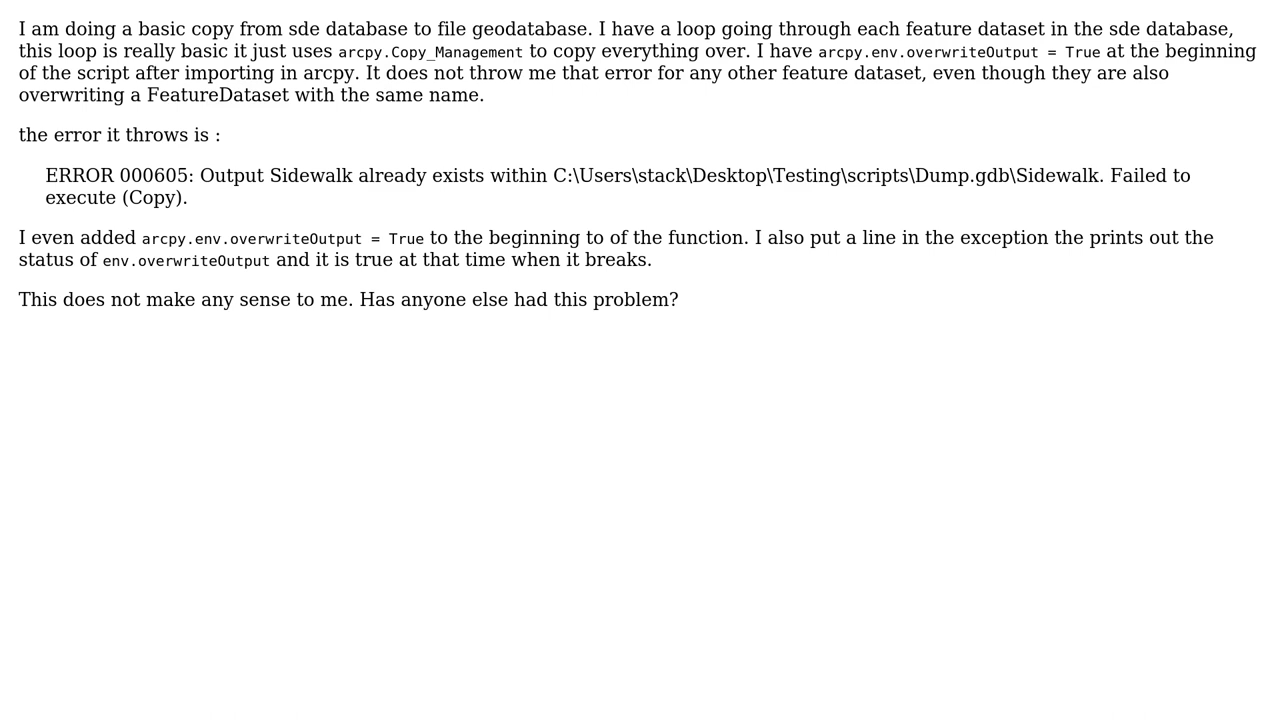 I am doing a basic copy from sde database to file geodatabase. I have a loop going through each feature dataset in the sde database,
this loop is really basic it just uses arcpy.Copy_Management to copy everything over. I have arcpy.env.overwriteOutput = True at the beginning
of the script after importing in arcpy. It does not throw me that error for any other feature dataset, even though they are also
overwriting a FeatureDataset with the same name.
the error it throws is :
ERROR 000605: Output Sidewalk already exists within C:\Users\stack\Desktop\Testing\scripts\Dump.gdb\Sidewalk. Failed to
execute (Copy).
I even added arcpy.env.overwriteOutput = True to the beginning to of the function. I also put a line in the exception the prints out the
status of env.overwriteOutput and it is true at that time when it breaks.
This does not make any sense to me. Has anyone else had this problem?